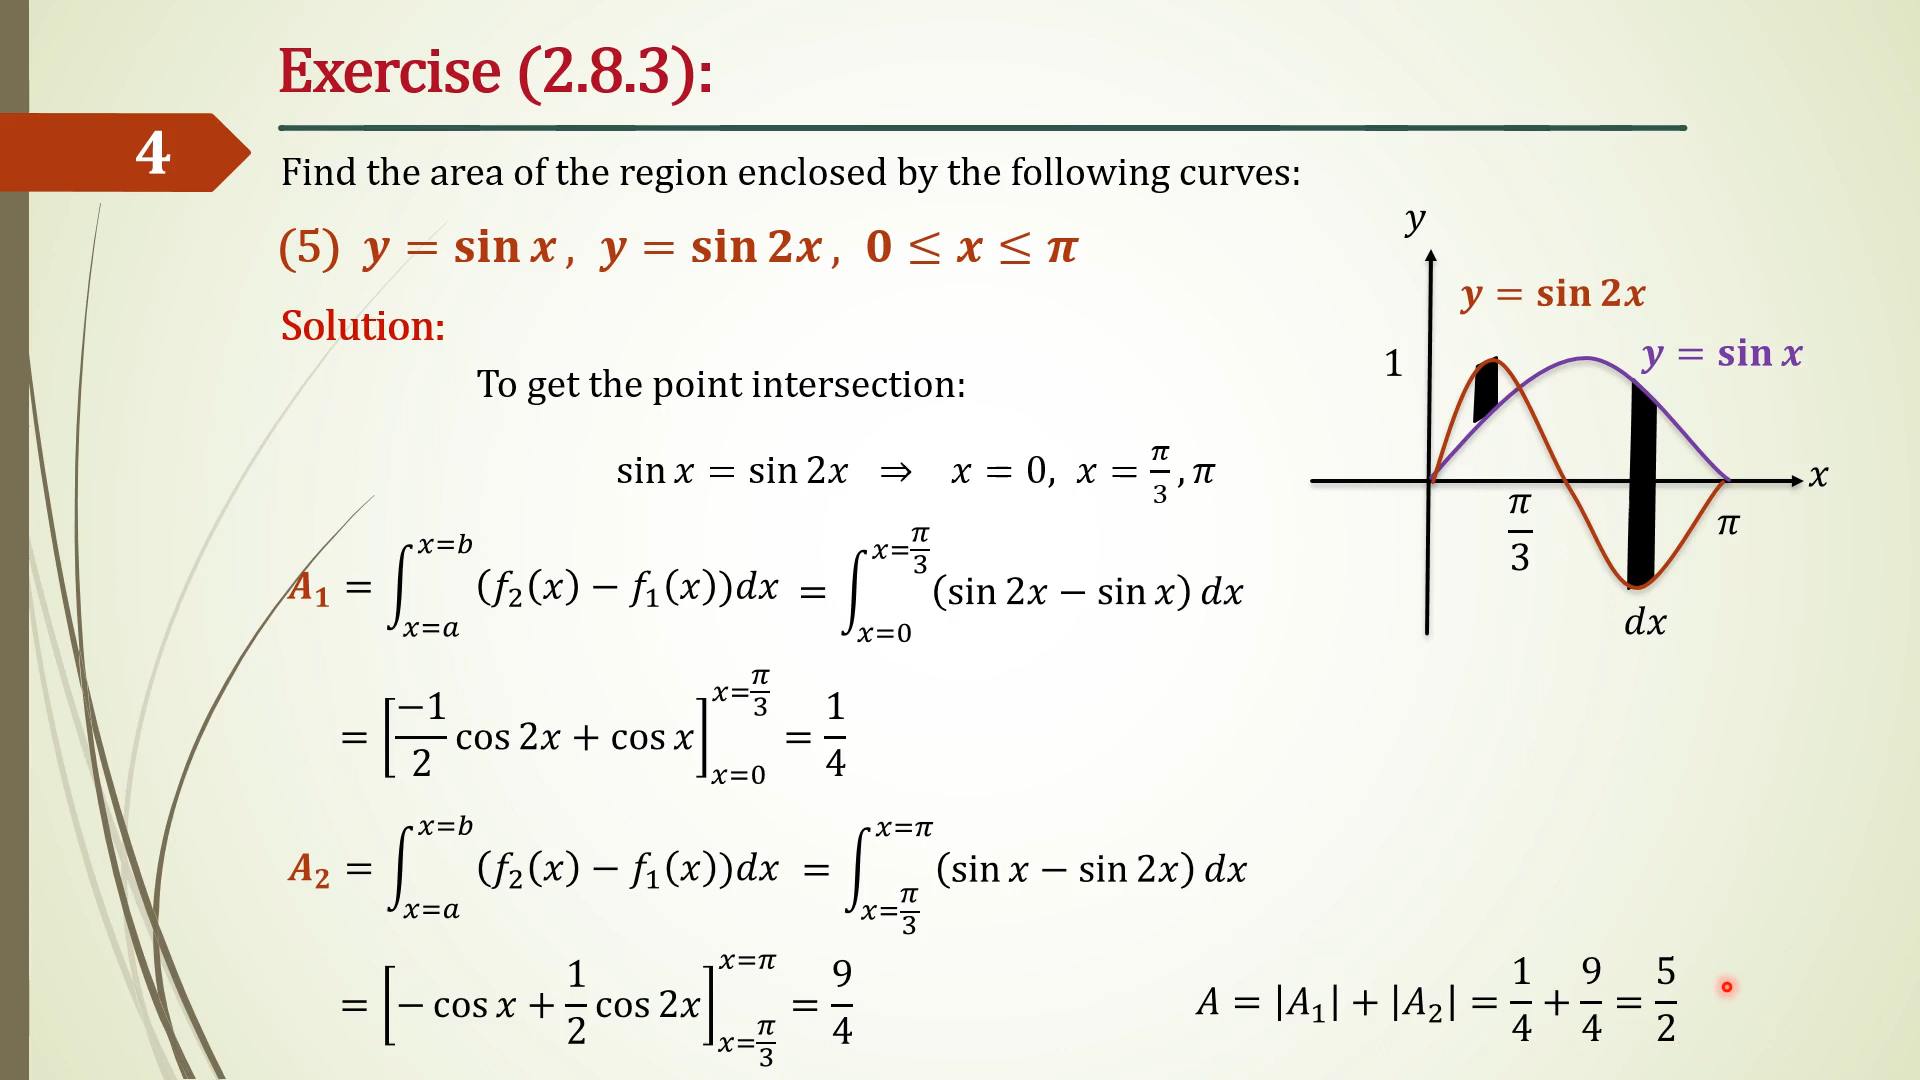 Exercise (2.8.3):
4
Find the area of the region enclosed by the following curves:
(5) y = sin x , y = sin 2x , 0 ≤ x ≤ π
Solution:
To get the point intersection:
sin x = sin 2x ⇒ x = 0, x = π/3 , π
A₁ = ∫_{x=a}^{x=b} (f₂(x) − f₁(x))dx = ∫_{x=0}^{x=π/3} (sin 2x − sin x) dx
= [−1/2 cos 2x + cos x]_{x=0}^{x=π/3} = 1/4
A₂ = ∫_{x=a}^{x=b} (f₂(x) − f₁(x))dx = ∫_{x=π/3}^{x=π} (sin x − sin 2x) dx
= [− cos x + 1/2 cos 2x]_{x=π/3}^{x=π} = 9/4
A = |A₁| + |A₂| = 1/4 + 9/4 = 5/2
y
y = sin 2x
y = sin x
1
x
π/3
π
dx